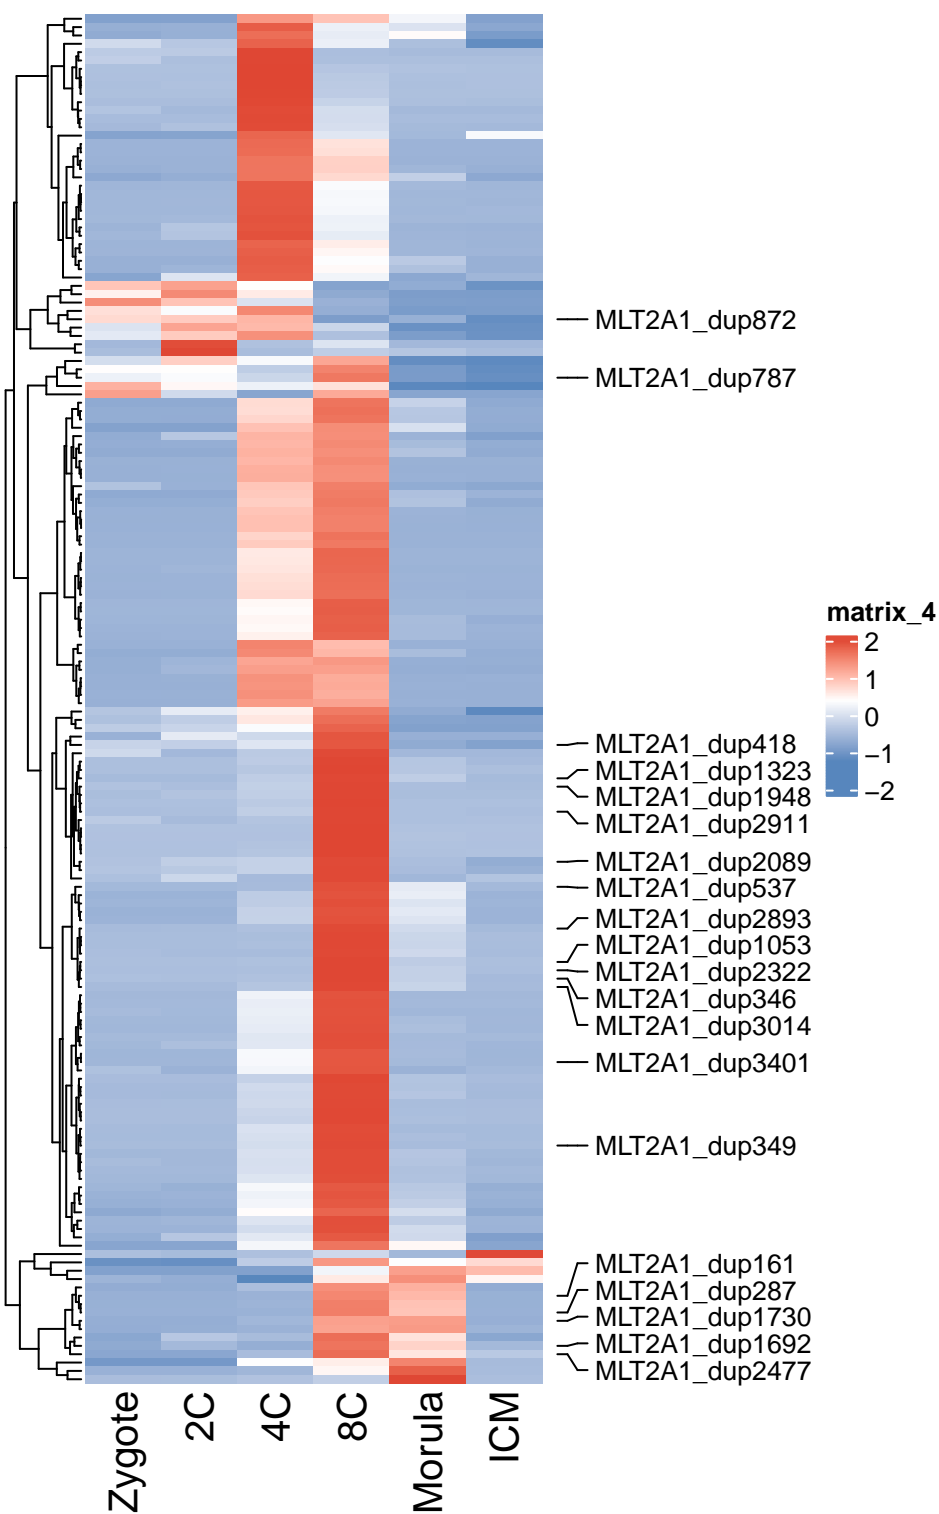 MLT2A1_dup872
MLT2A1_dup787
matrix_4
2
1
0
−1
−2
MLT2A1_dup418
MLT2A1_dup1323
MLT2A1_dup1948
MLT2A1_dup2911
MLT2A1_dup2089
MLT2A1_dup537
MLT2A1_dup2893
MLT2A1_dup1053
MLT2A1_dup2322
MLT2A1_dup346
MLT2A1_dup3014
MLT2A1_dup3401
MLT2A1_dup349
MLT2A1_dup161
MLT2A1_dup287
MLT2A1_dup1730
MLT2A1_dup1692
MLT2A1_dup2477
Zygote
2C
4C
8C
Morula
ICM